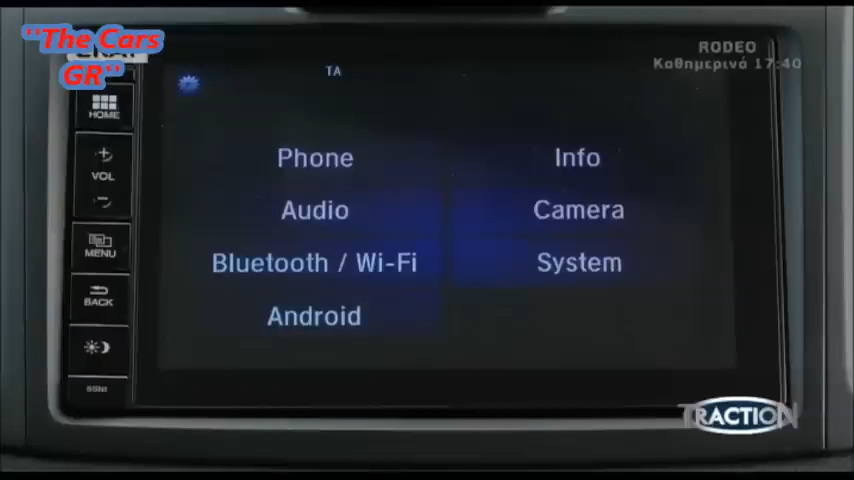 ''The Cars
GR''
RODEO
Καθημερινά 17:40
TA
HOME
VOL
MENU
BACK
Phone
Info
Audio
Camera
Bluetooth / Wi-Fi
System
Android
TRACTION